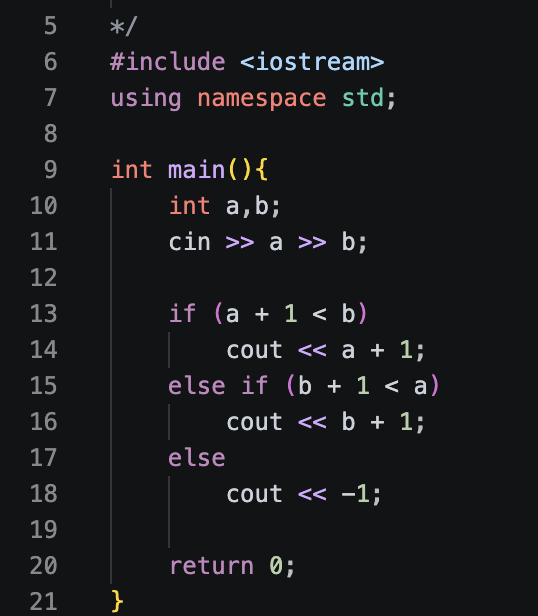 5 */
6 #include <iostream>
7 using namespace std;
8
9 int main(){
10     int a,b;
11     cin >> a >> b;
12
13     if (a + 1 < b)
14         cout << a + 1;
15     else if (b + 1 < a)
16         cout << b + 1;
17     else
18         cout << -1;
19
20     return 0;
21 }